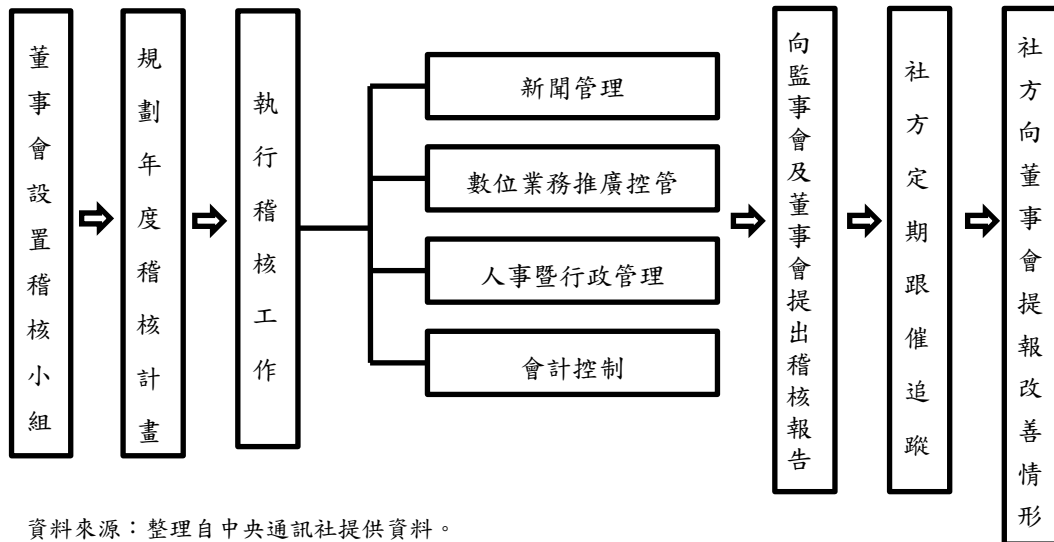 董事會設置稽核小組
規劃年度稽核計畫
執行稽核工作
新聞管理
數位業務推廣控管
人事暨行政管理
會計控制
向監事會及董事會提出稽核報告
社方定期跟催追蹤
社方向董事會提報改善情形
資料來源：整理自中央通訊社提供資料。